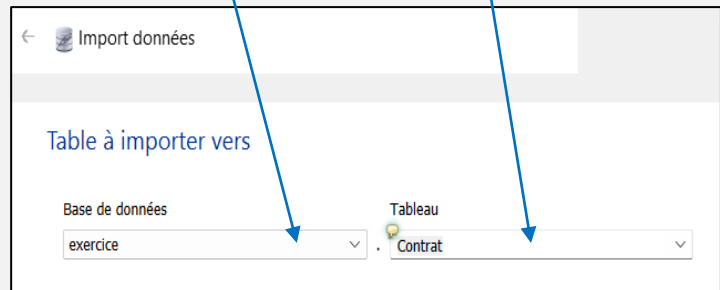 Import données
Table à importer vers
Base de données
Tableau
exercice
.
Contrat